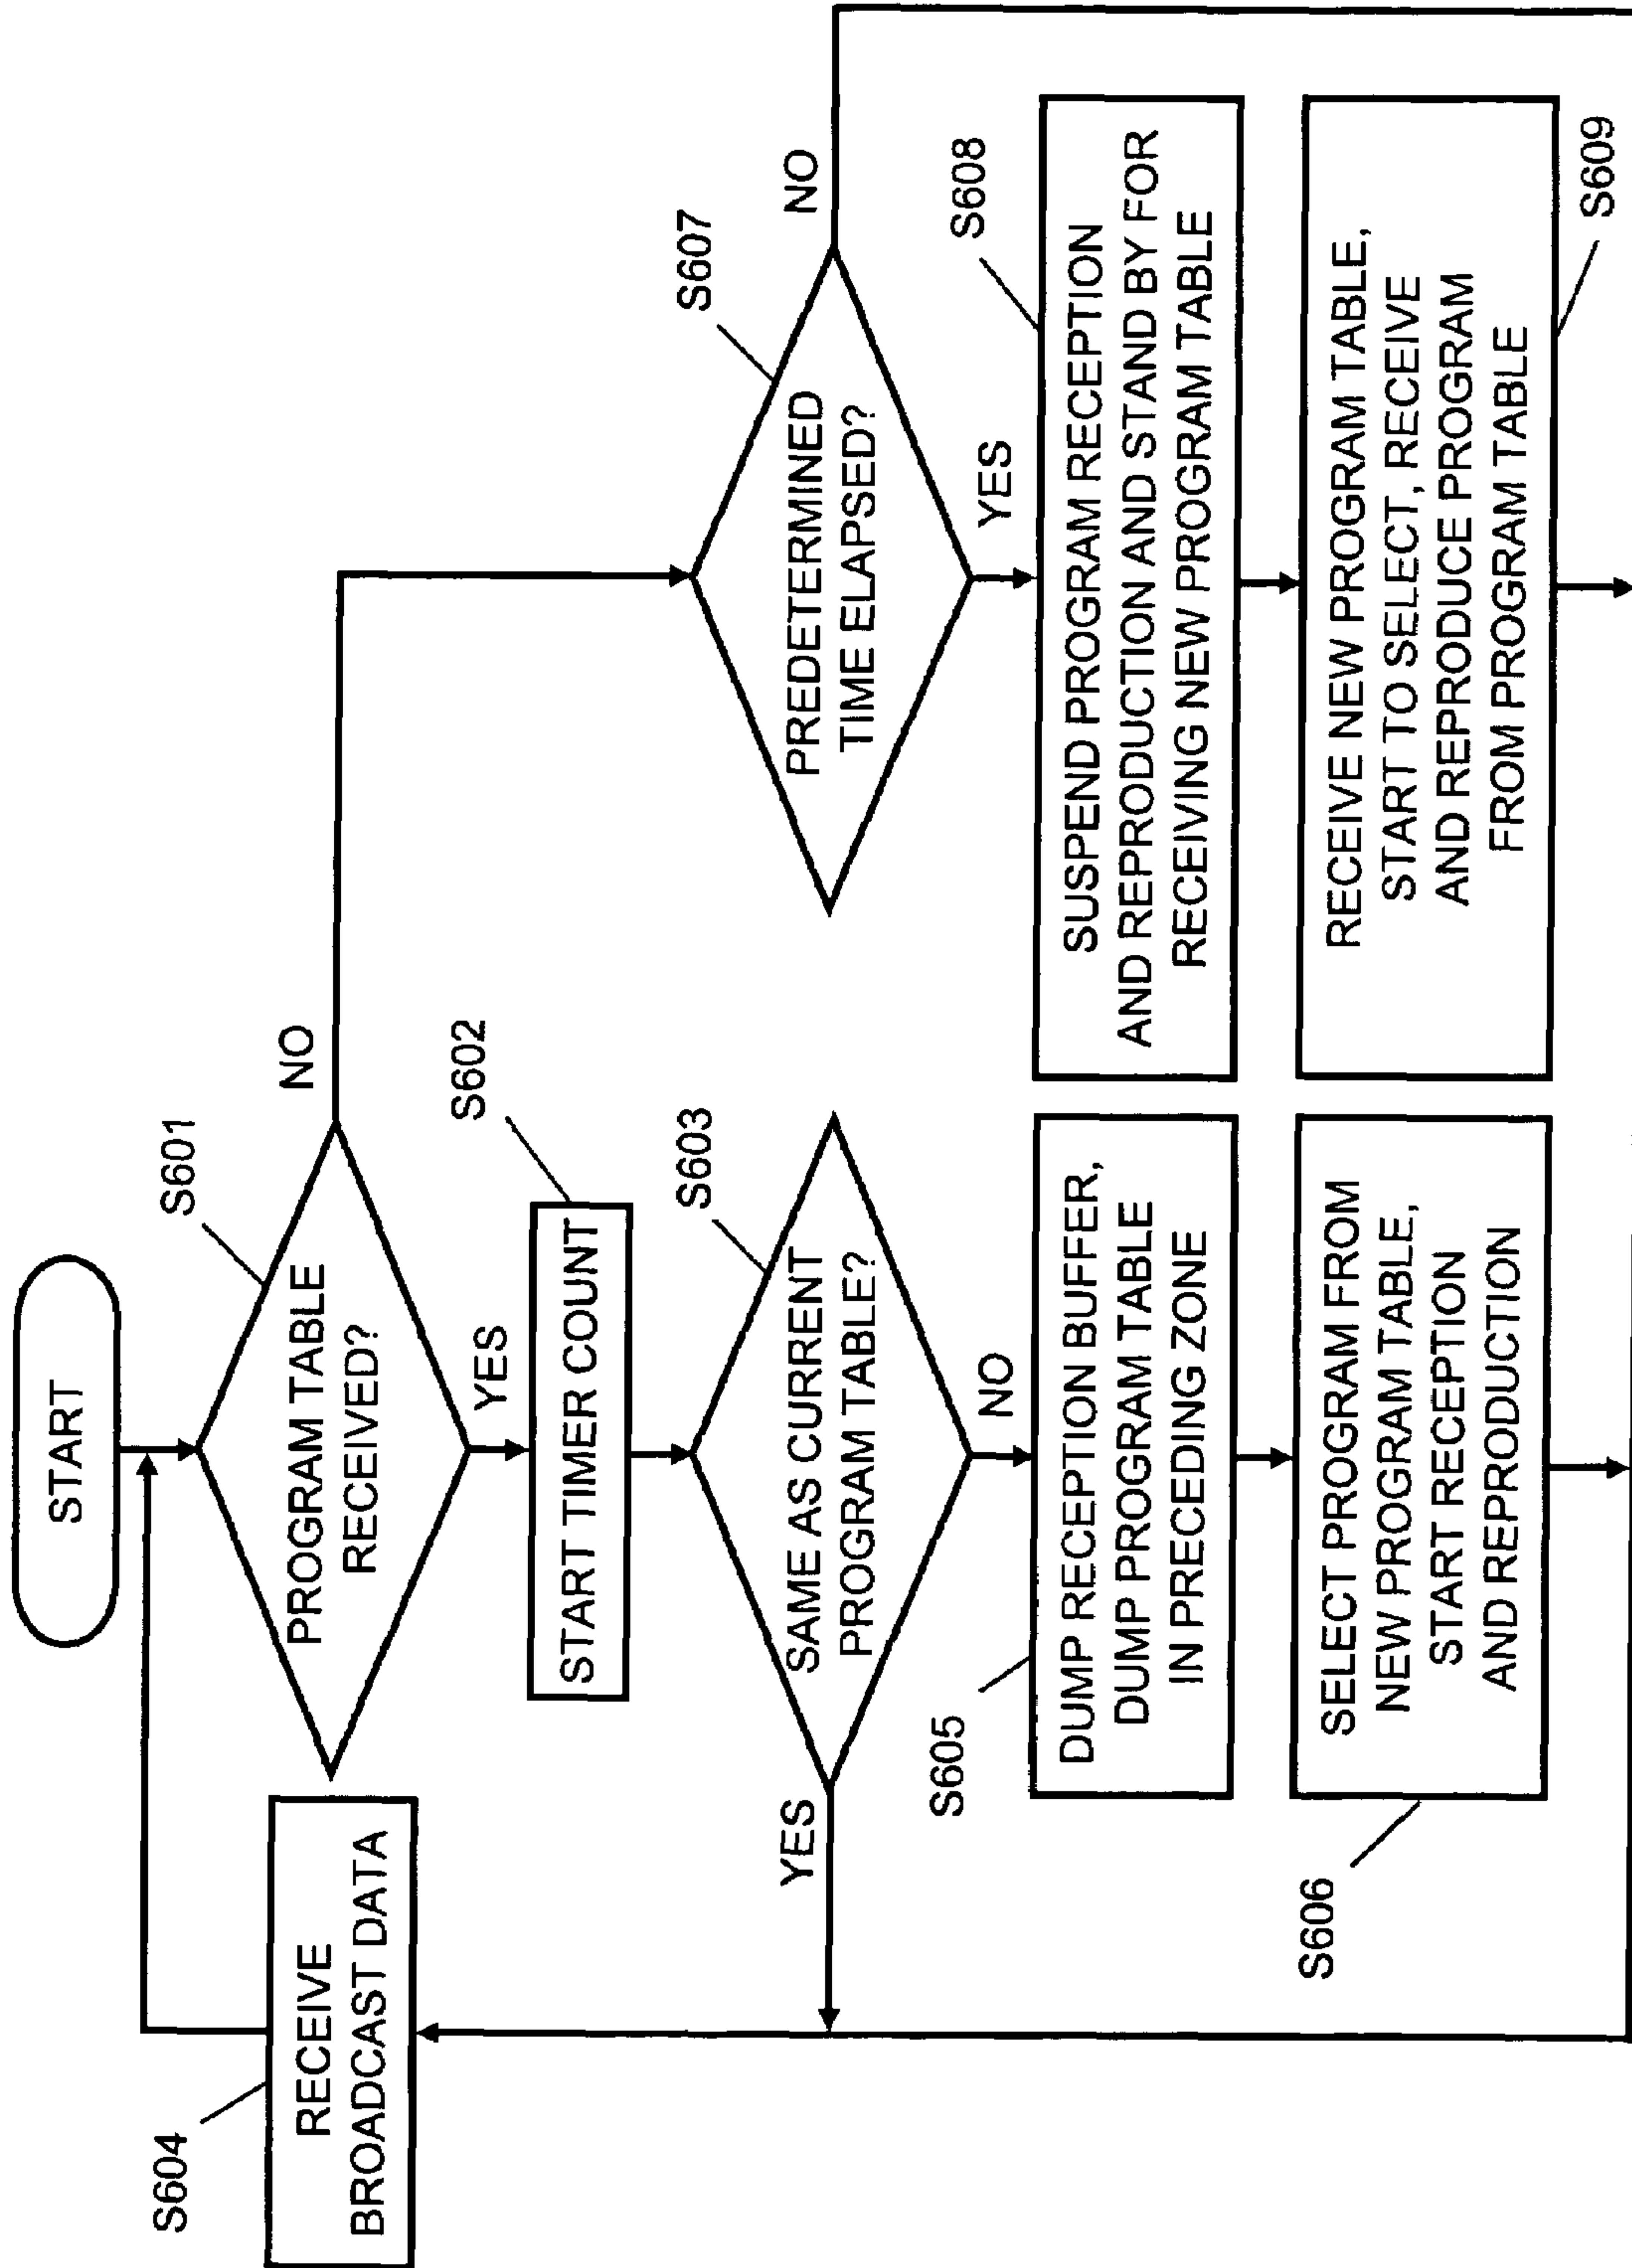 START
S601
PROGRAM TABLE
RECEIVED?
NO
YES
S602
START TIMER COUNT
S603
SAME AS CURRENT
PROGRAM TABLE?
YES
NO
S604
RECEIVE
BROADCAST DATA
S605
DUMP RECEPTION BUFFER,
DUMP PROGRAM TABLE
IN PRECEDING ZONE
S606
SELECT PROGRAM FROM
NEW PROGRAM TABLE,
START RECEPTION
AND REPRODUCTION
S607
PREDETERMINED
TIME ELAPSED?
NO
YES
S608
SUSPEND PROGRAM RECEPTION
AND REPRODUCTION AND STAND BY FOR
RECEIVING NEW PROGRAM TABLE
S609
RECEIVE NEW PROGRAM TABLE,
START TO SELECT, RECEIVE
AND REPRODUCE PROGRAM
FROM PROGRAM TABLE